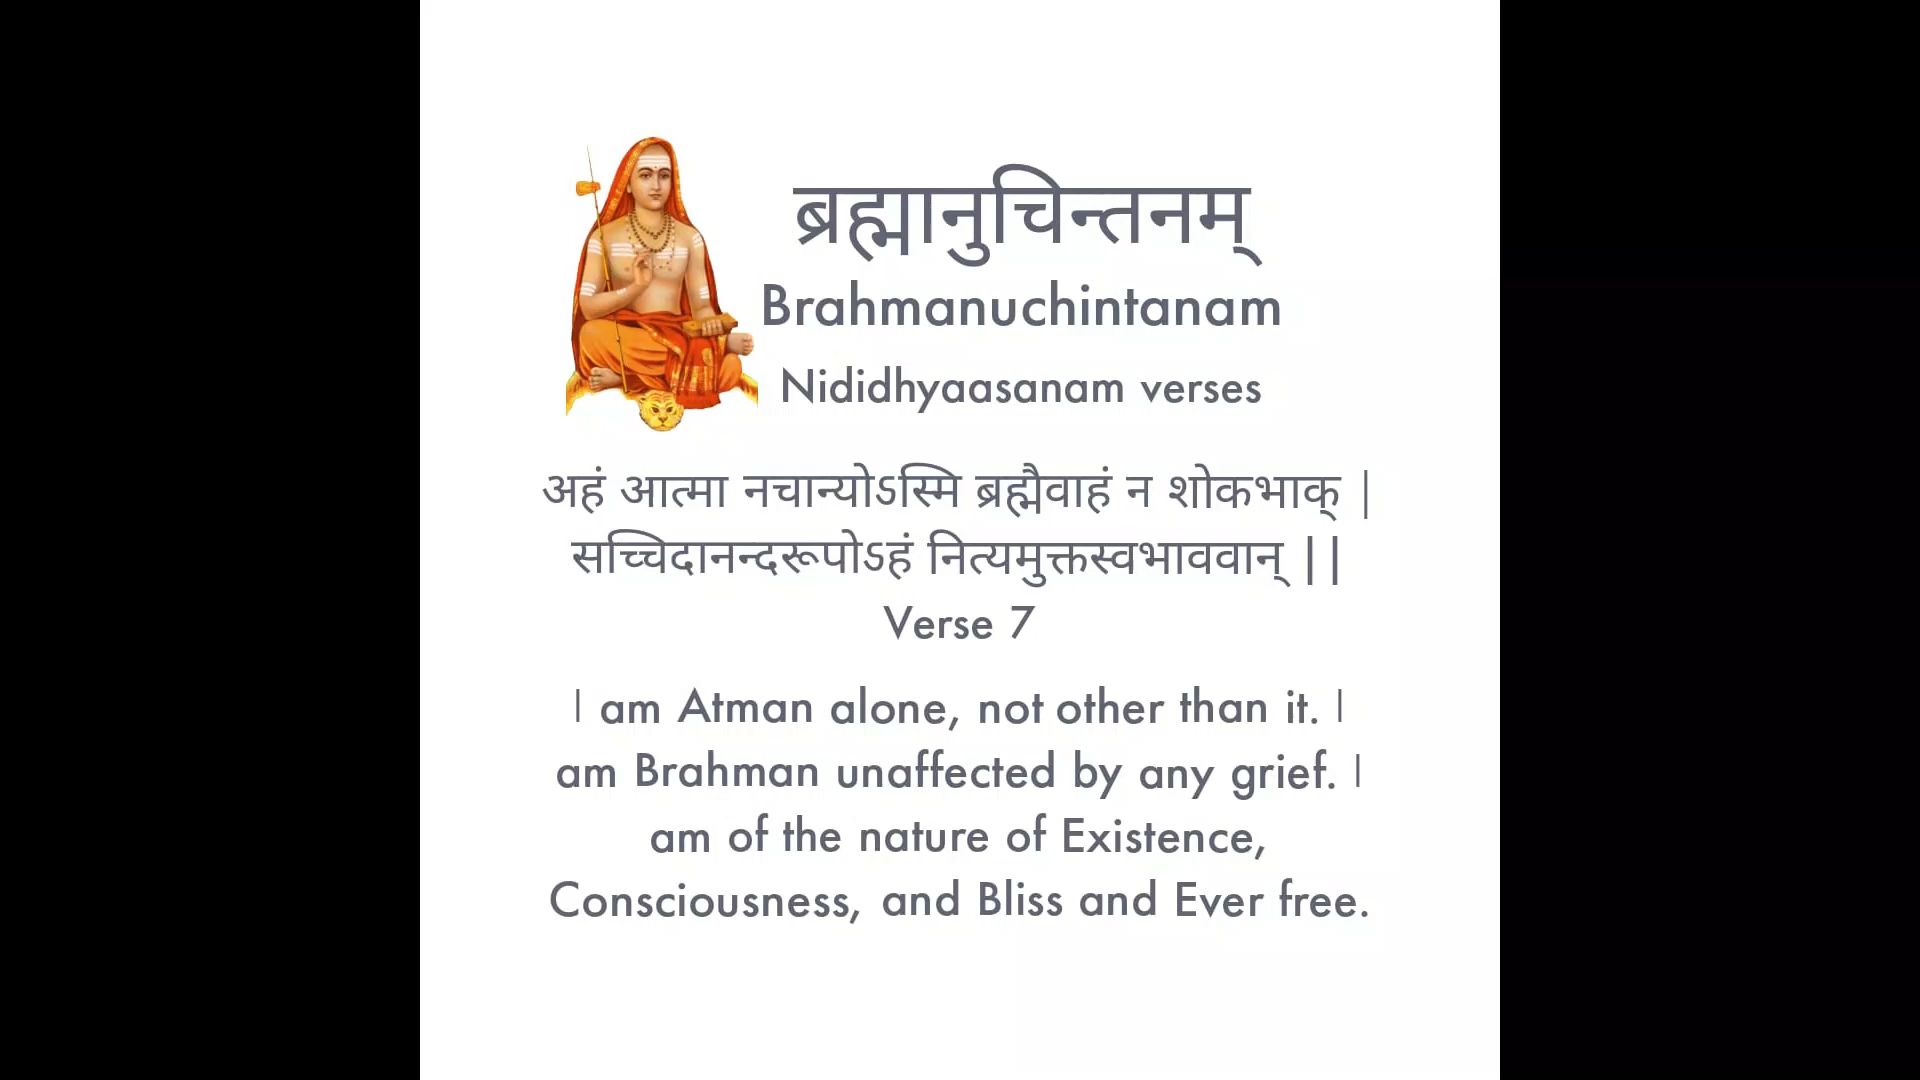 ब्रह्मानुचिन्तनम्
Brahmanuchintanam
Nididhyaasanam verses
अहं आत्मा नचान्योऽस्मि ब्रह्मैवाहं न शोकभाक् |
सच्चिदानन्दरूपोऽहं नित्यमुक्तस्वभाववान् ||
Verse 7
I am Atman alone, not other than it. I
am Brahman unaffected by any grief. I
am of the nature of Existence,
Consciousness, and Bliss and Ever free.